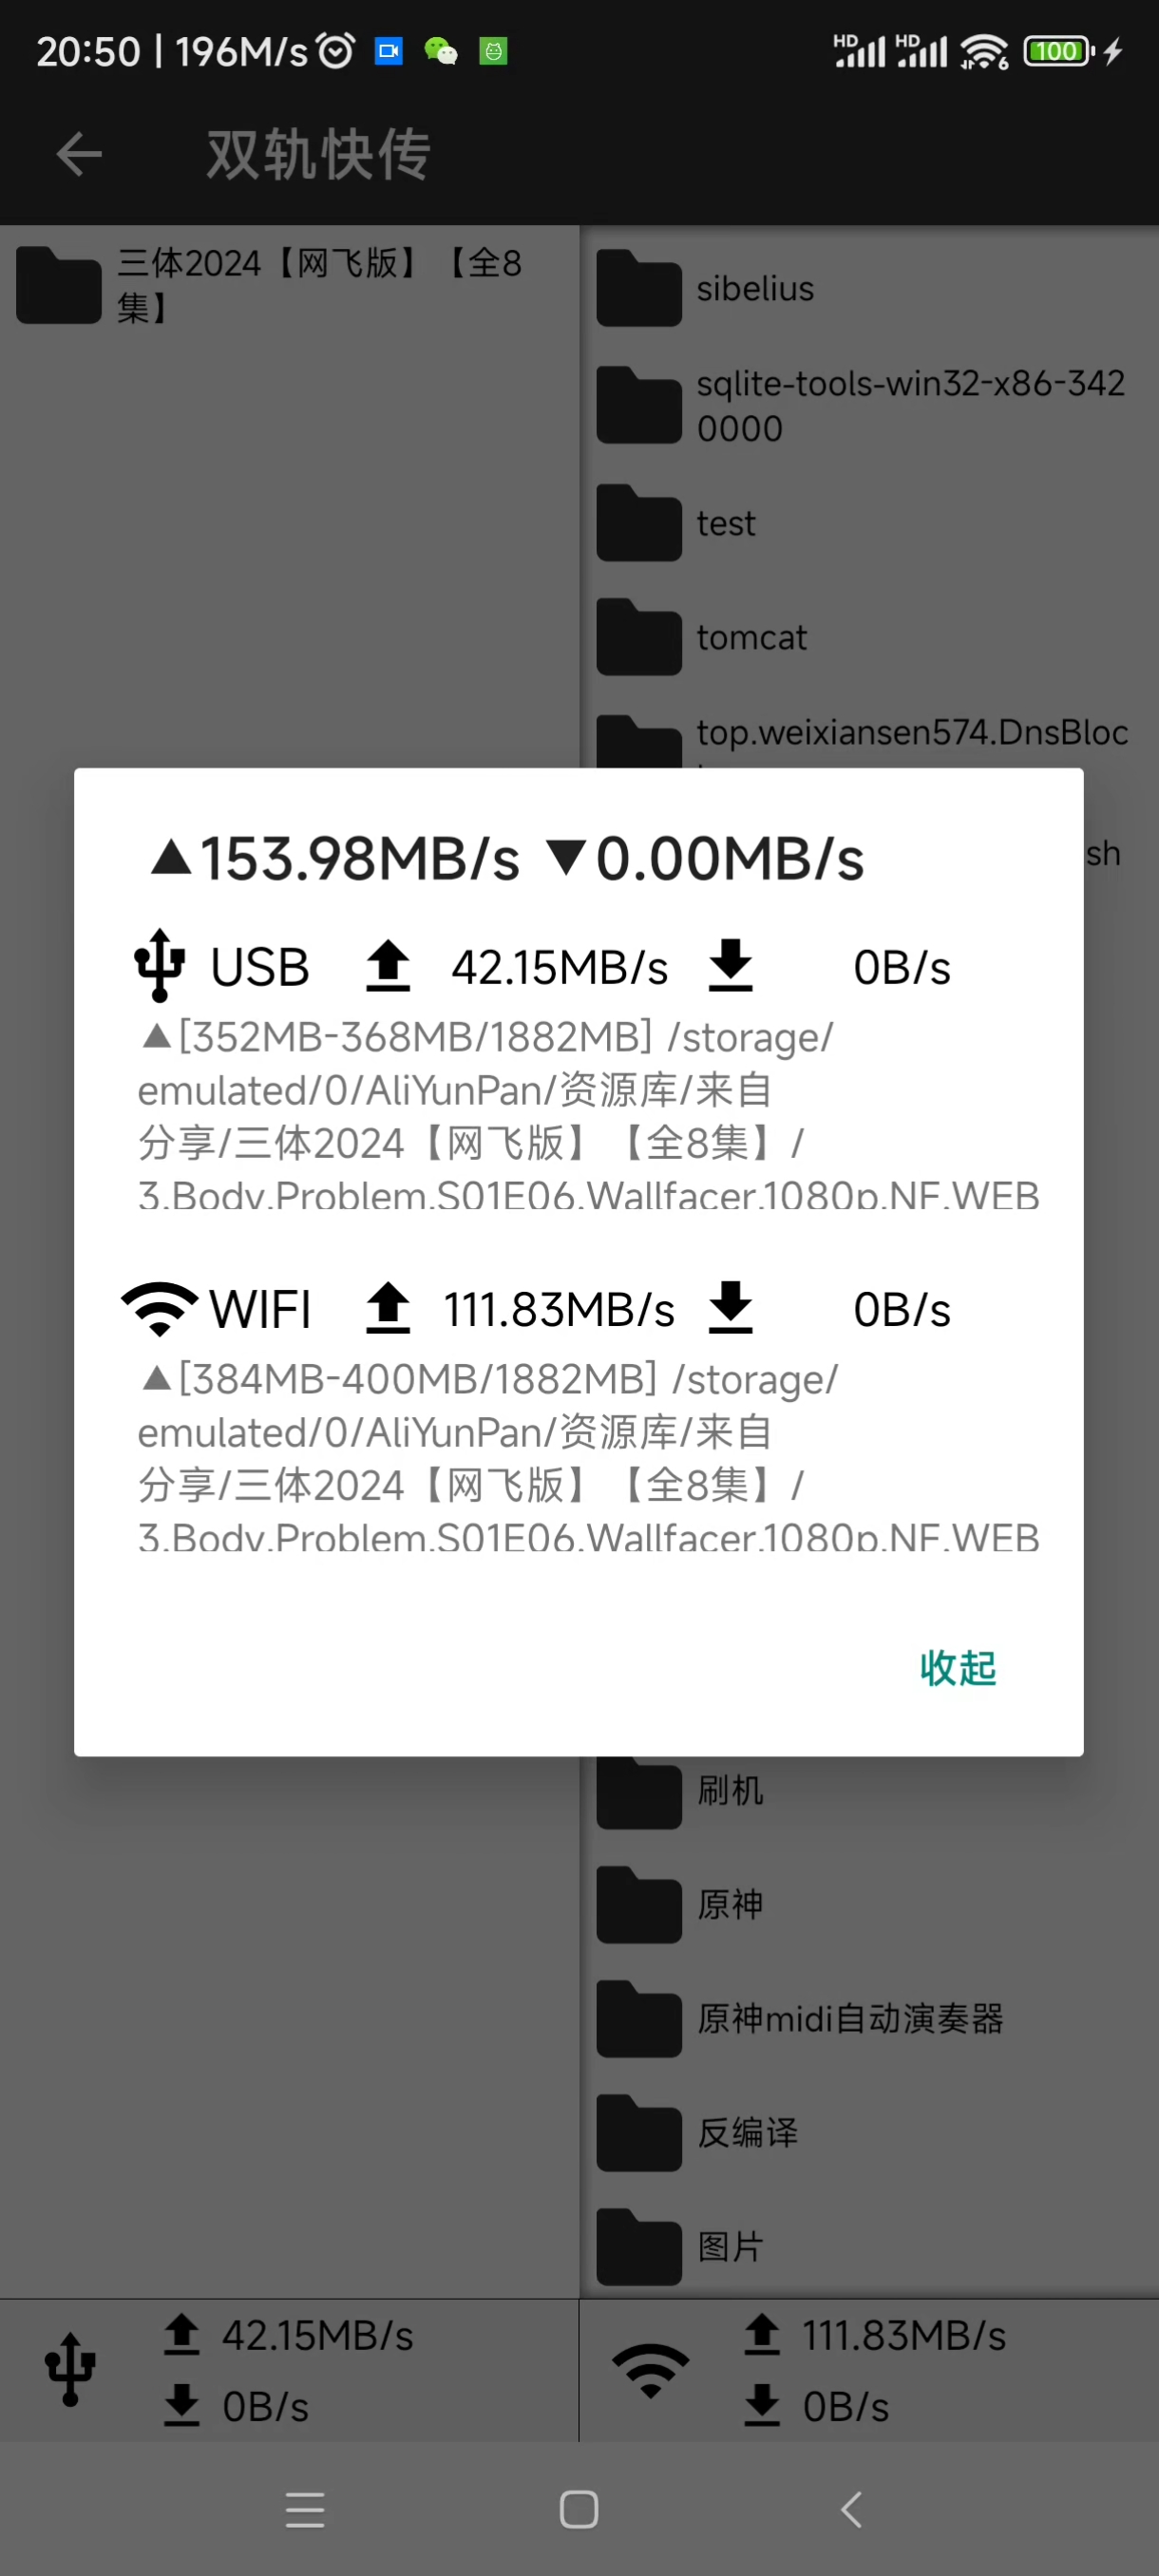 20:50 | 196M/s
HD HD 6 100
双轨快传
三体2024【网飞版】【全8
集】
sibelius
sqlite-tools-win32-x86-342
0000
test
tomcat
top.weixiansen574.DnsBloc
sh
▲153.98MB/s ▼0.00MB/s
USB 42.15MB/s 0B/s
▲[352MB-368MB/1882MB] /storage/
emulated/0/AliYunPan/资源库/来自
分享/三体2024【网飞版】【全8集】/
3.Body.Problem.S01E06.Wallfacer.1080p.NF.WEB
WIFI 111.83MB/s 0B/s
▲[384MB-400MB/1882MB] /storage/
emulated/0/AliYunPan/资源库/来自
分享/三体2024【网飞版】【全8集】/
3.Body.Problem.S01E06.Wallfacer.1080p.NF.WEB
收起
刷机
原神
原神midi自动演奏器
反编译
图片
42.15MB/s
0B/s
111.83MB/s
0B/s